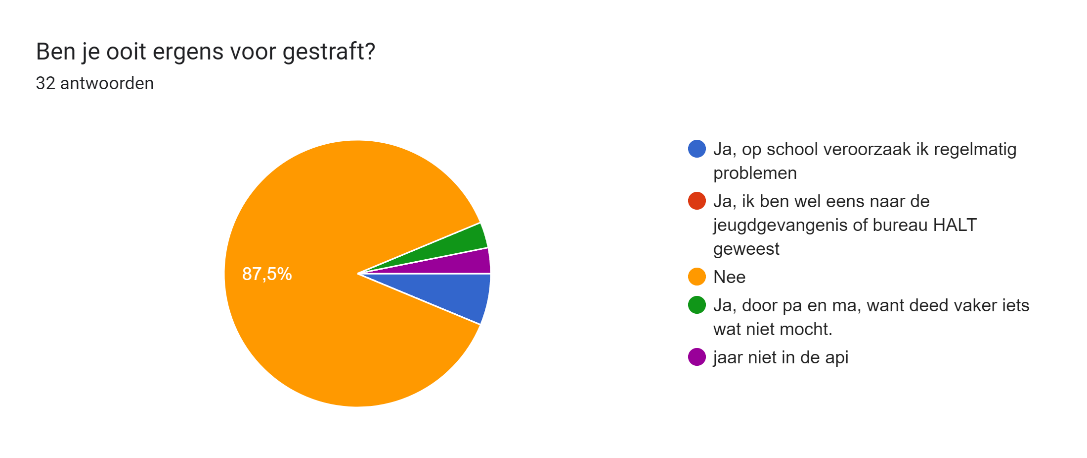 Ben je ooit ergens voor gestraft?
32 antwoorden
87,5%
Ja, op school veroorzaak ik regelmatig
problemen
Ja, ik ben wel eens naar de
jeugdgevangenis of bureau HALT
geweest
Nee
Ja, door pa en ma, want deed vaker iets
wat niet mocht.
jaar niet in de api